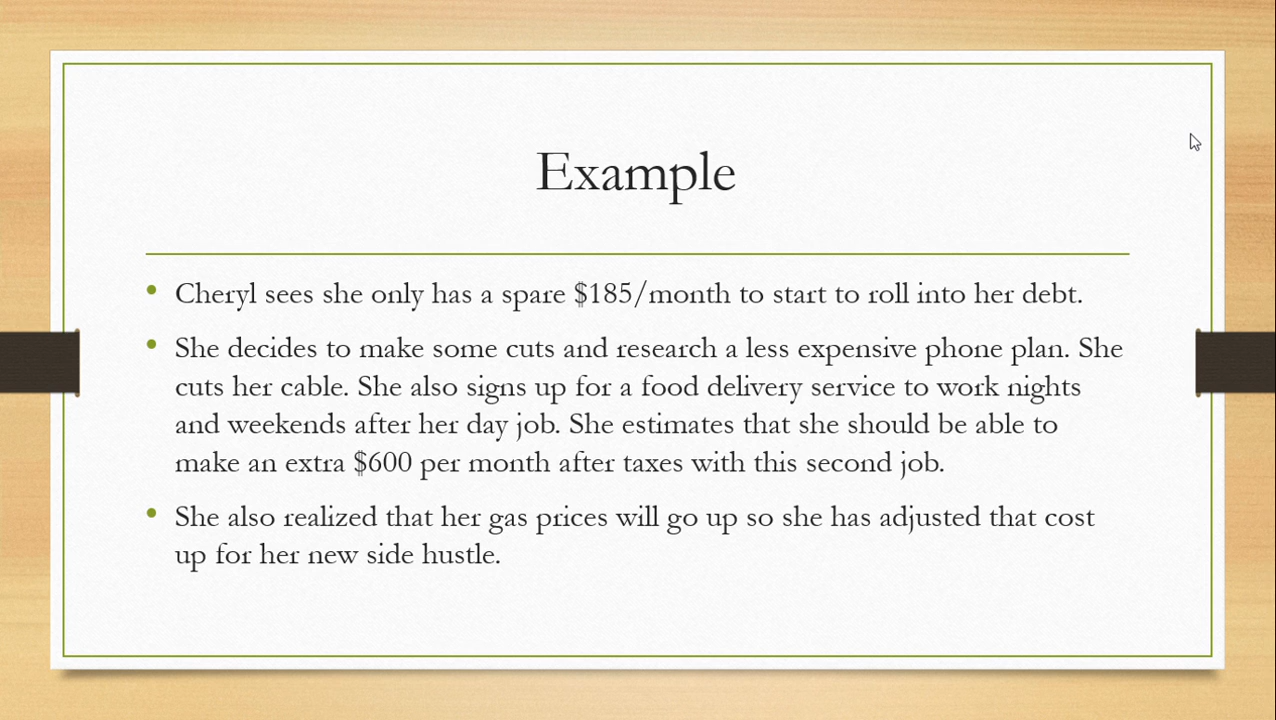 Example
• Cheryl sees she only has a spare $185/month to start to roll into her debt.
• She decides to make some cuts and research a less expensive phone plan. She
cuts her cable. She also signs up for a food delivery service to work nights
and weekends after her day job. She estimates that she should be able to
make an extra $600 per month after taxes with this second job.
• She also realized that her gas prices will go up so she has adjusted that cost
up for her new side hustle.